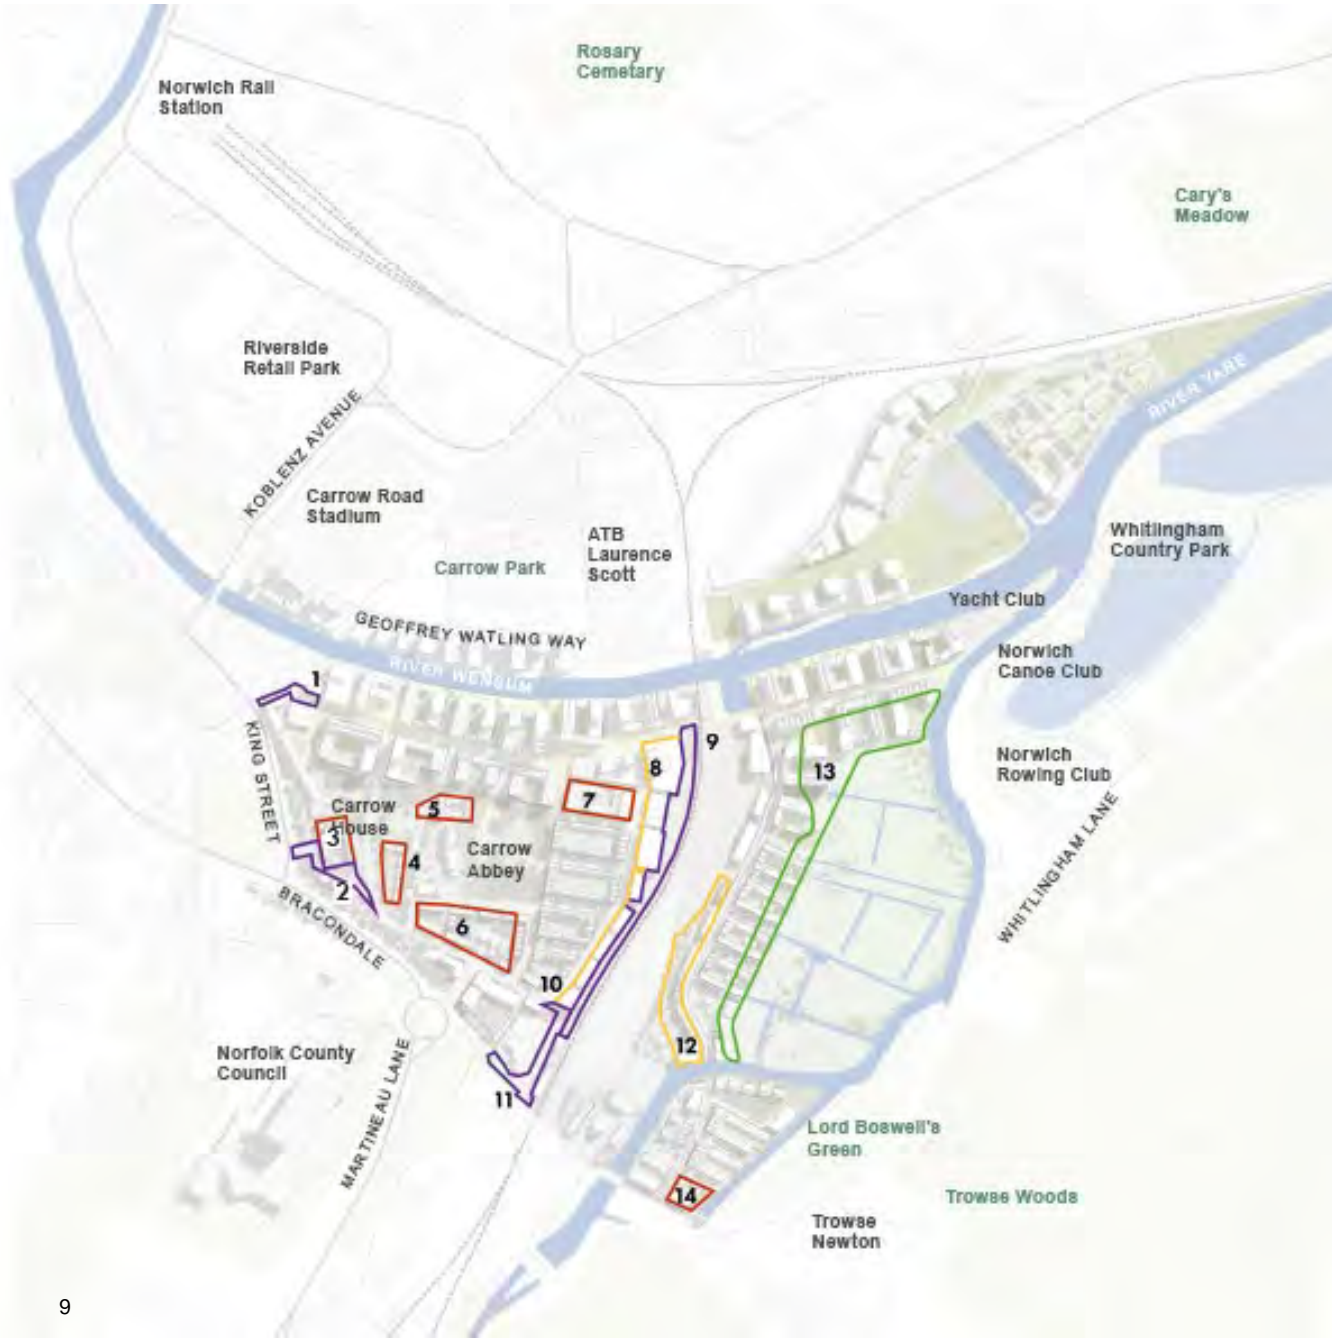 Rosary
Cemetary
Norwich Rail
Station
Cary's
Meadow
Riverside
Retail Park
RIVER YARE
KOBLENZ AVENUE
Carrow Road
Stadium
ATB
Laurence
Scott
Carrow Park
Whitlingham
Country Park
Yacht Club
GEOFFREY WATLING WAY
RIVER WENSUM
Norwich
Canoe Club
1
KING STREET
9
8
Norwich
Rowing Club
13
7
5
Carrow
House
3
4
Carrow
Abbey
WHITLINGHAM LANE
2
BRACONDALE
6
10
12
Norfolk County
Council
MARTINEAU LANE
11
Lord Boswell's
Green
14
Trowse Woods
Trowse
Newton
9